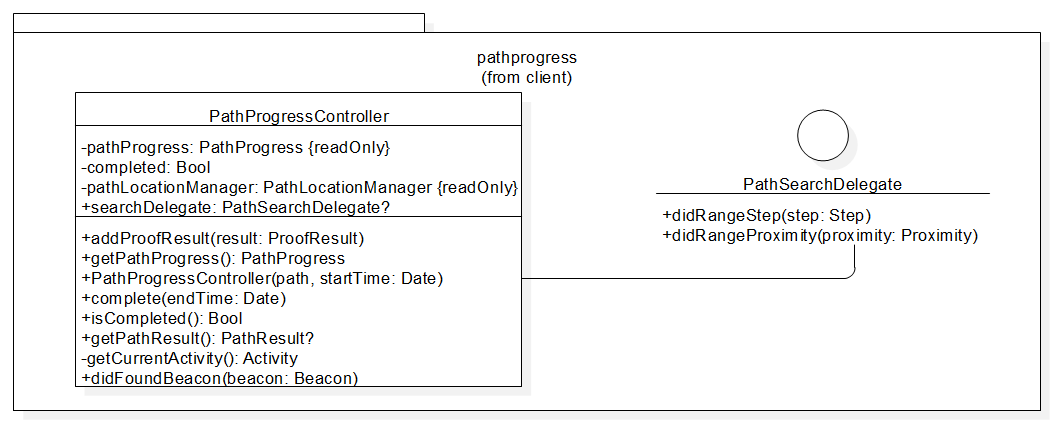 pathprogress
(from client)
PathProgressController
-pathProgress: PathProgress {readOnly}
-completed: Bool
-pathLocationManager: PathLocationManager {readOnly}
+searchDelegate: PathSearchDelegate?
+addProofResult(result: ProofResult)
+getPathProgress(): PathProgress
+PathProgressController(path, startTime: Date)
+complete(endTime: Date)
+isCompleted(): Bool
+getPathResult(): PathResult?
-getCurrentActivity(): Activity
+didFoundBeacon(beacon: Beacon)
PathSearchDelegate
+didRangeStep(step: Step)
+didRangeProximity(proximity: Proximity)